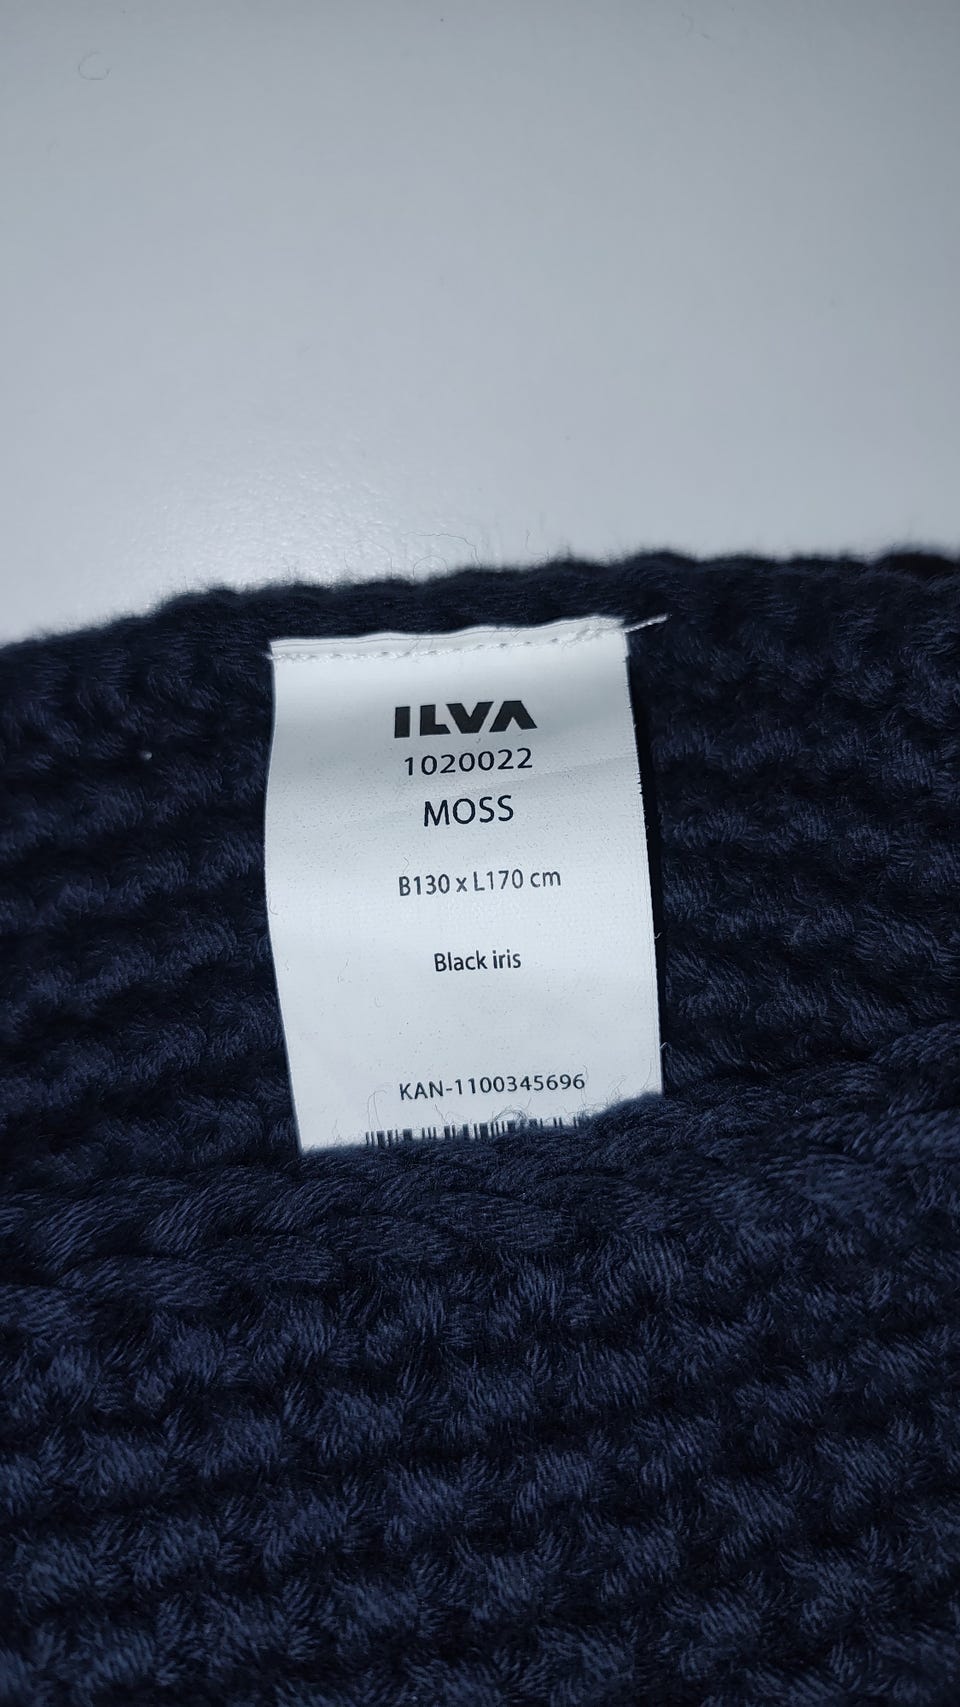 ILVA
1020022
MOSS
B130 x L170 cm
Black iris
KAN-1100345696